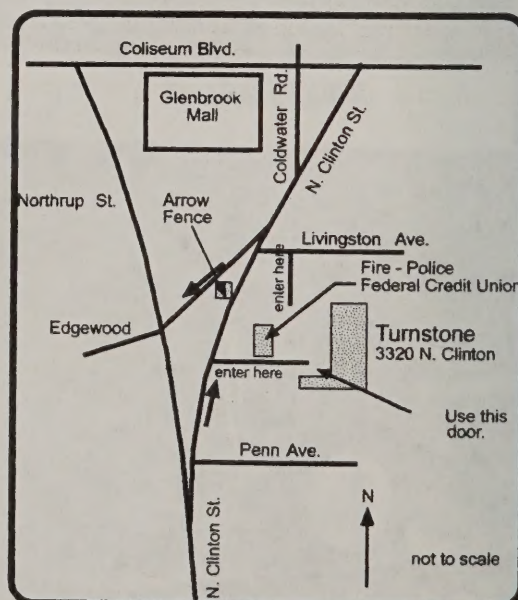 Coliseum Blvd.
Glenbrook
Mall
Coldwater Rd.
N. Clinton St.
Northrup St.
Arrow
Fence
Livingston Ave.
enter here
Fire - Police
Federal Credit Union
Edgewood
Turnstone
3320 N. Clinton
enter here
Use this
door.
Penn Ave.
N
N. Clinton St.
not to scale